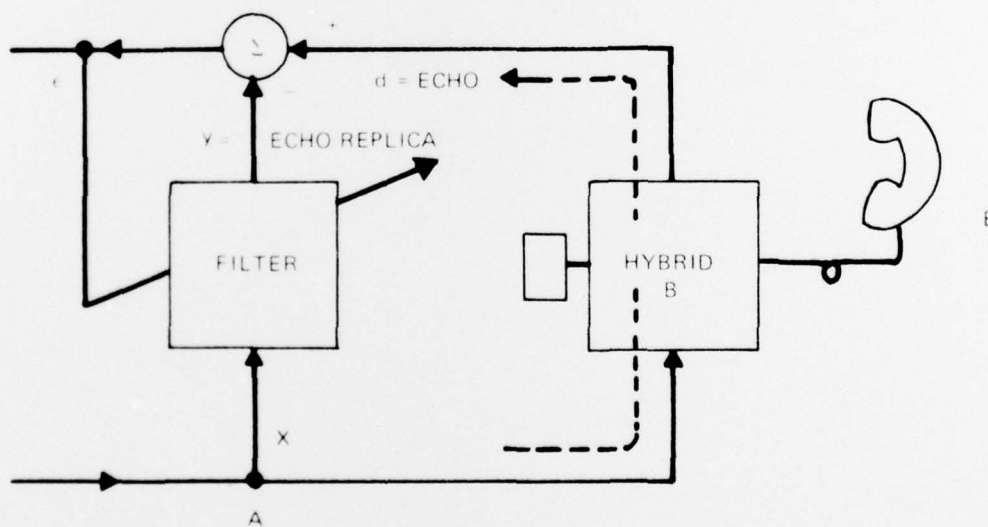 Σ
d = ECHO
Y = ECHO REPLICA
FILTER
HYBRID
B
X
A